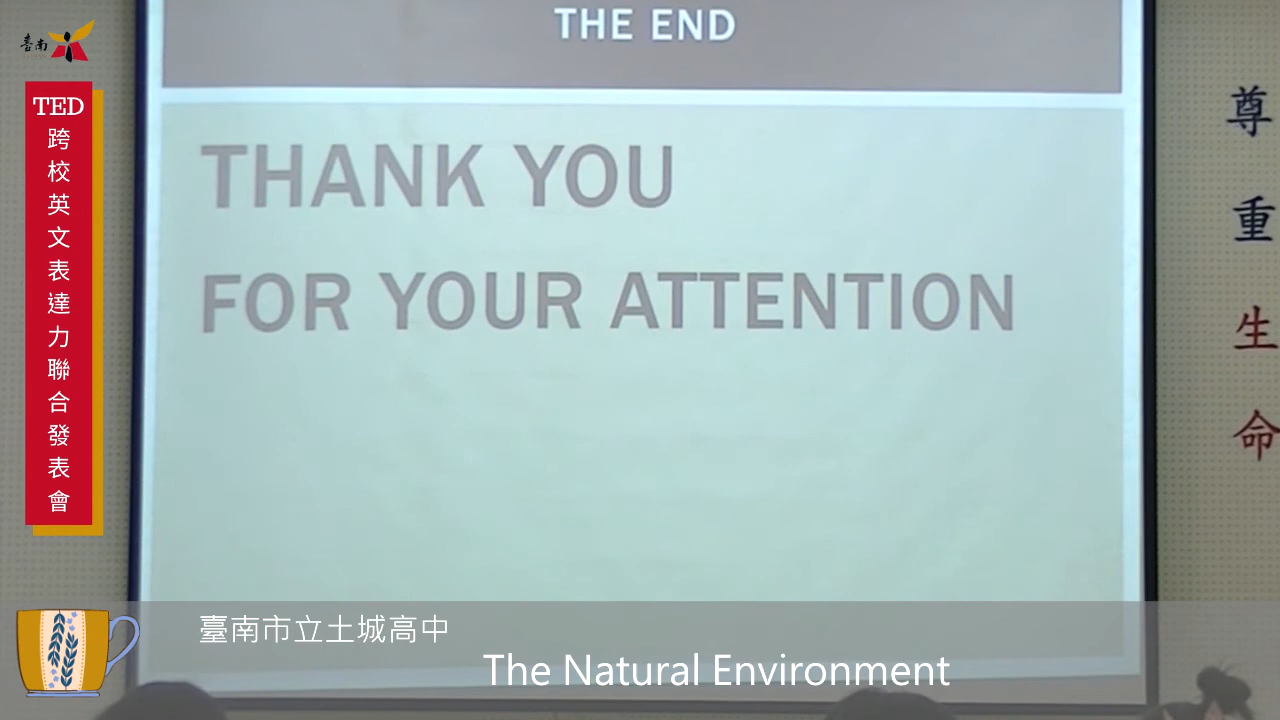 臺南
TED
跨校英文表達力聯合發表會
THE END
THANK YOU
FOR YOUR ATTENTION
尊重生命
臺南市立土城高中
The Natural Environment